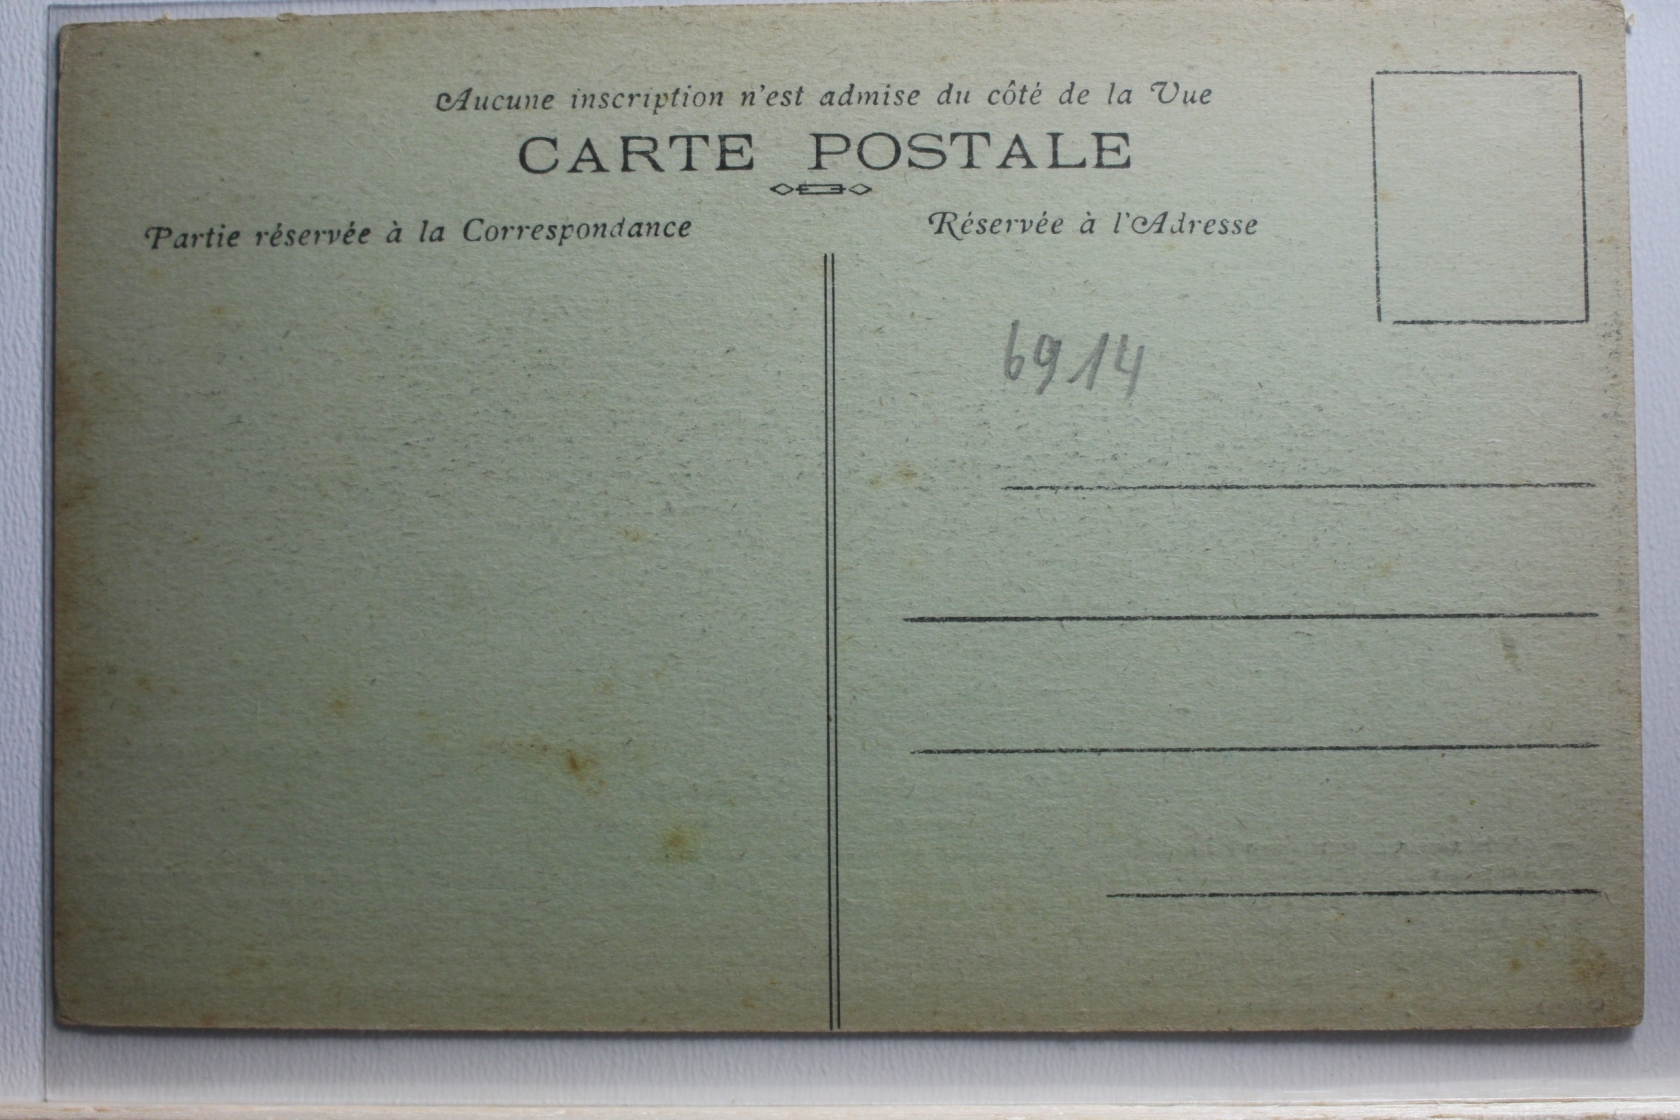 Aucune inscription n'est admise du côté de la Vue
CARTE POSTALE
Partie réservée à la Correspondance
Réservée à l'Adresse
6914